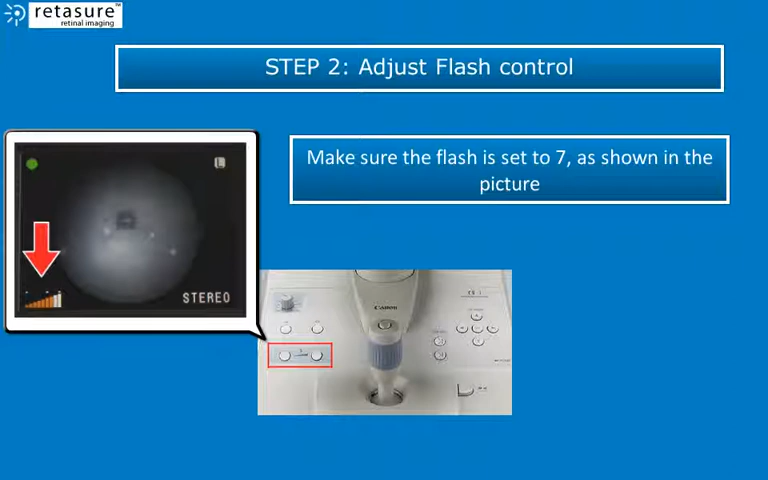 retasure™
retinal imaging
STEP 2: Adjust Flash control
Make sure the flash is set to 7, as shown in the
picture
L
STEREO
Canon